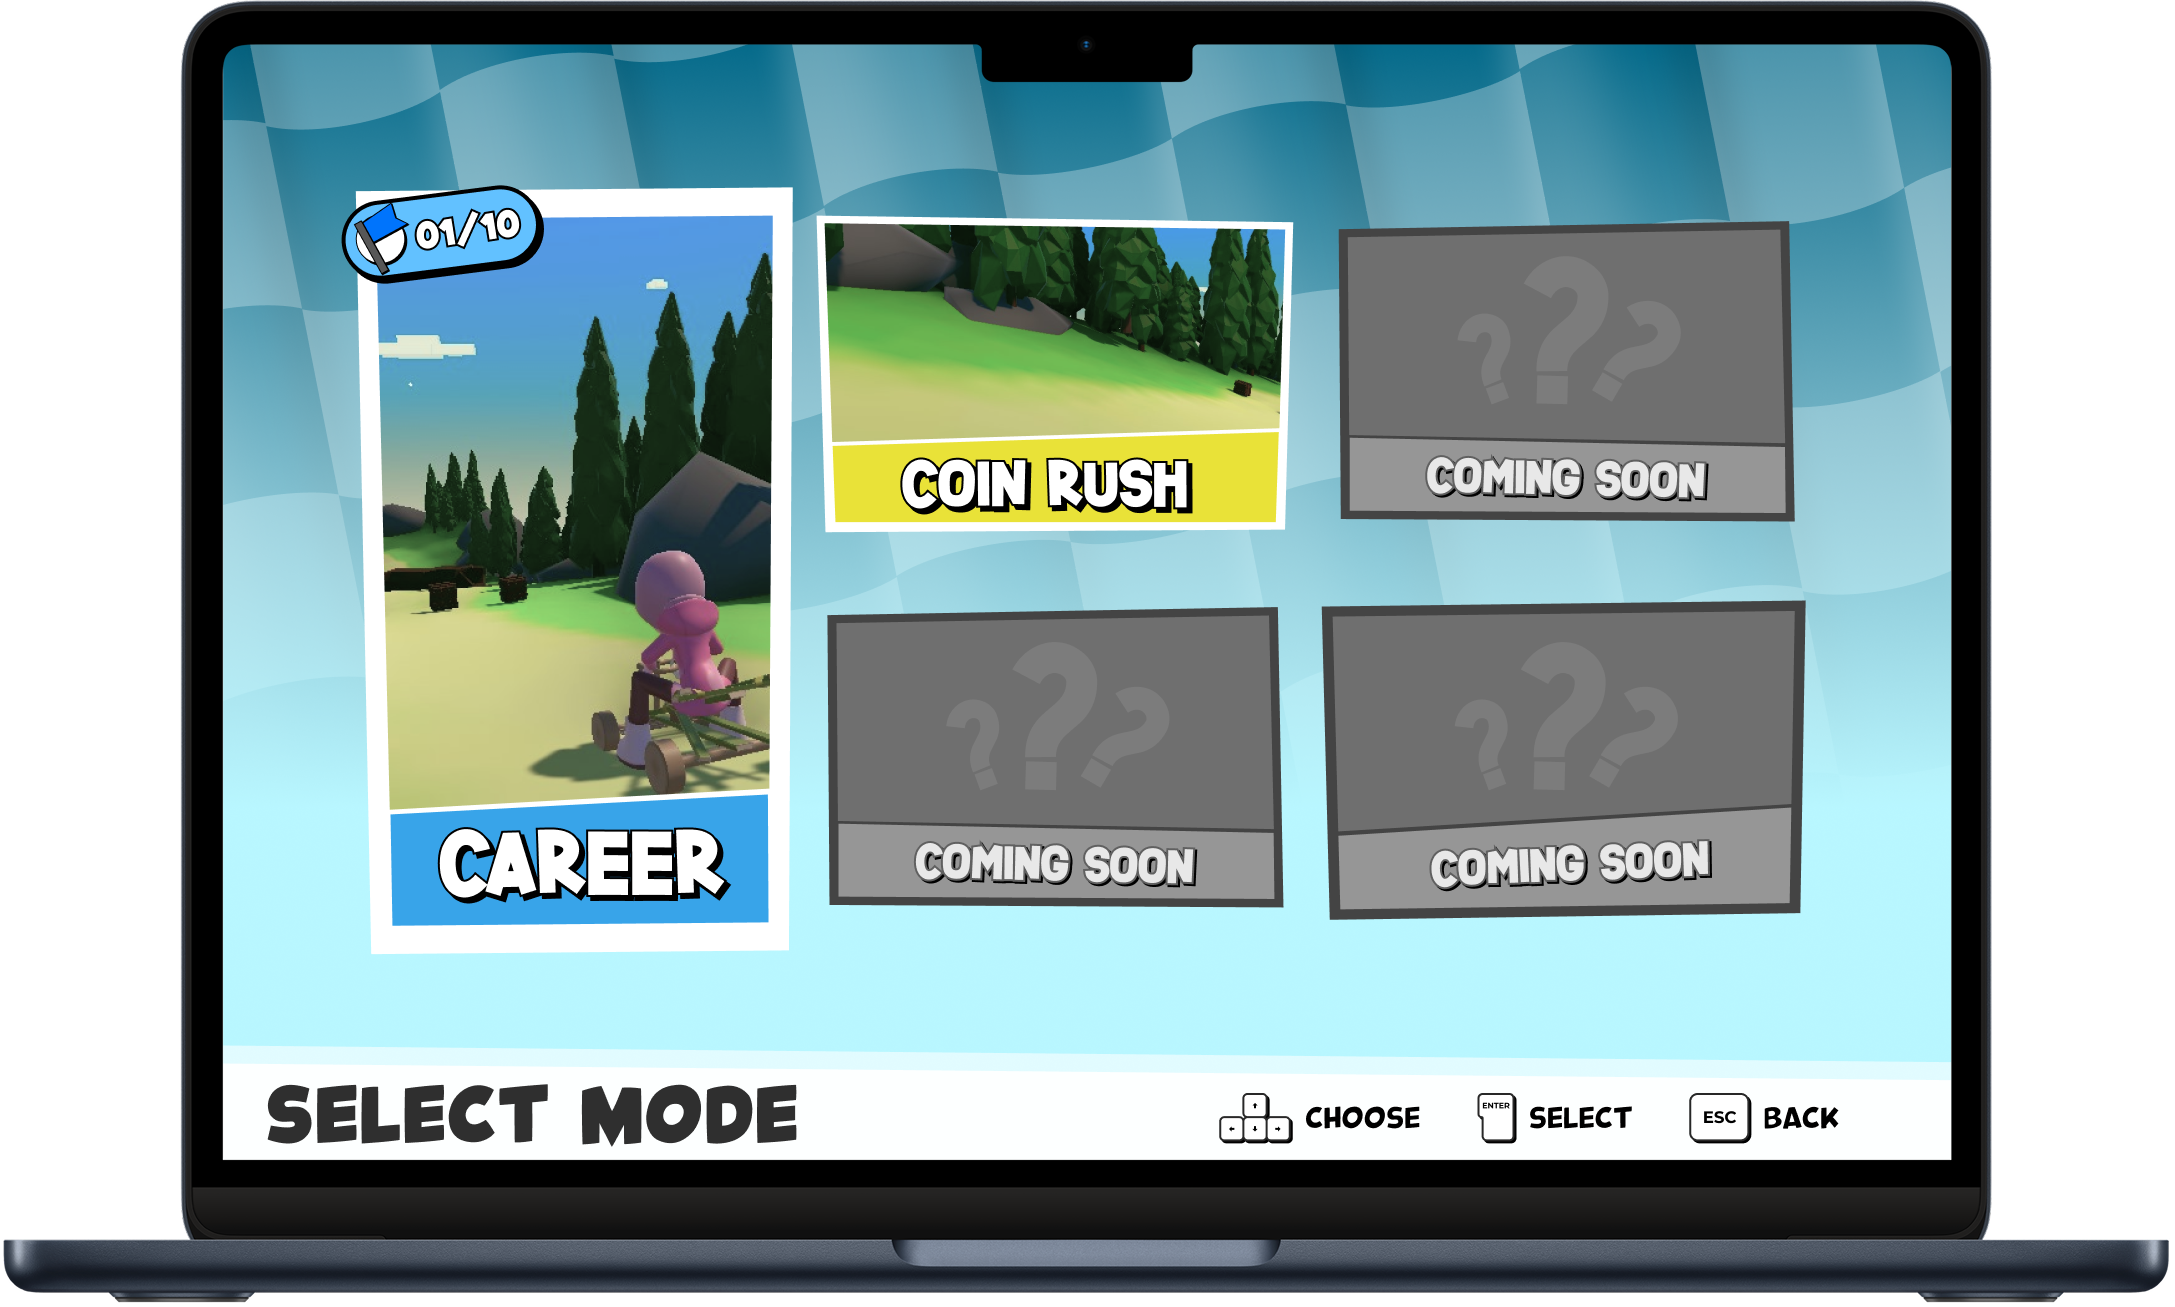 01/10
CAREER
COIN RUSH
COMING SOON
COMING SOON
COMING SOON
SELECT MODE
CHOOSE
ENTER
SELECT
ESC
BACK